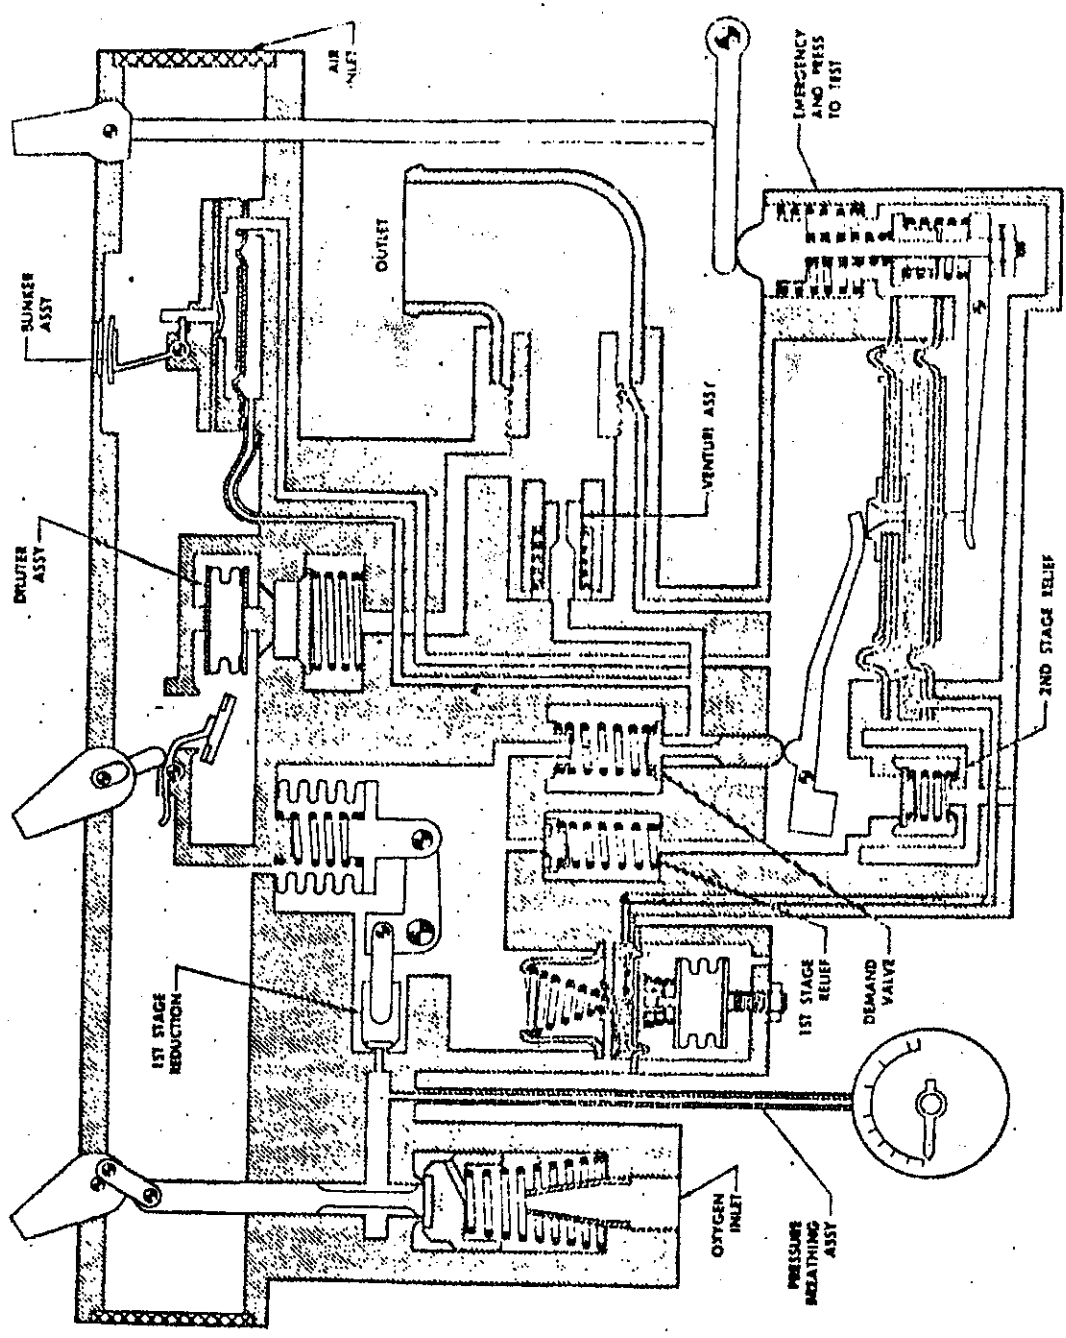 DILUTER
ASSY
BLINKER
ASSY
1ST STAGE
REDUCTION
AIR
INLET
OUTLET
OXYGEN
INLET
VENTURI ASSY
PRESSURE
BREATHING
ASSY
1ST STAGE
RELIEF
DEMAND
VALVE
EMERGENCY
AND PRESS
TO TEST
2ND STAGE RELIEF